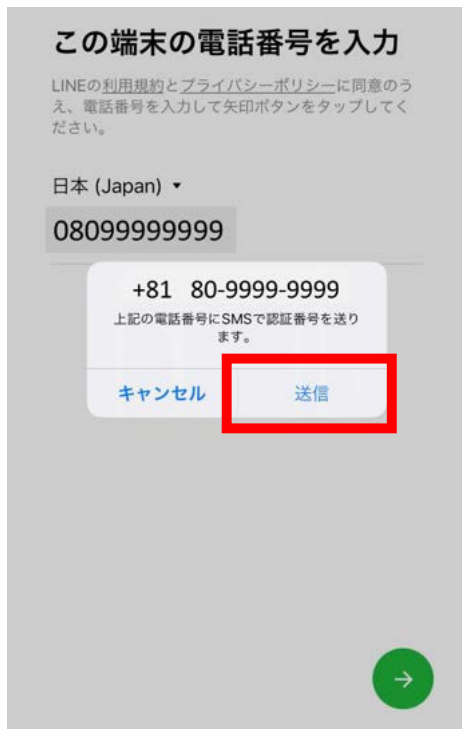 この端末の電話番号を入力
LINEの利用規約とプライバシーポリシーに同意のう
え、電話番号を入力して矢印ボタンをタップしてく
ださい。
日本 (Japan) ▼
08099999999
+81 80-9999-9999
上記の電話番号にSMSで認証番号を送り
ます。
キャンセル 送信